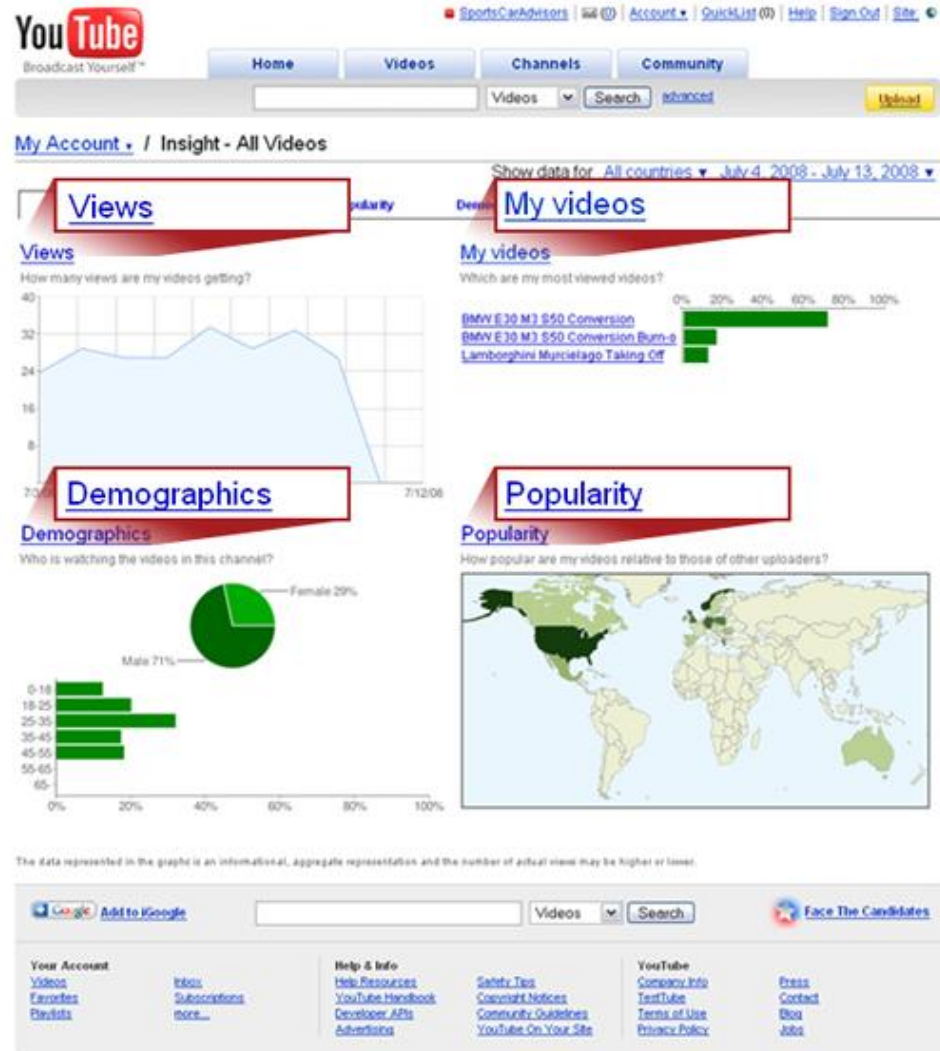 SportsCarAdvisors | (0) | Account ▾ | QuickList (0) | Help | Sign Out | Site:
YouTube
Broadcast Yourself™
Home Videos Channels Community
Videos Search advanced Upload
My Account ▾ / Insight - All Videos
Show data for All countries ▾ July 4, 2008 - July 13, 2008 ▾
Views
My videos
Views
How many views are my videos getting?
40
32
24
16
8
7/12/08
My videos
Which are my most viewed videos?
0% 20% 40% 60% 80% 100%
BMW E30 M3 S50 Conversion
BMW E30 M3 S50 Conversion Burn-o
Lamborghini Murcielago Taking Off
Demographics
Popularity
Demographics
Who is watching the videos in this channel?
Female 29%
Male 71%
0-18
18-25
25-35
35-45
45-55
55-65
65-
0% 20% 40% 60% 80% 100%
Popularity
How popular are my videos relative to those of other uploaders?
The data represented in the graphs is an informational, aggregate representation and the number of actual views may be higher or lower.
Google Add to iGoogle
Videos Search
Face The Candidates
Your Account
Videos
Favorites
Playlists
Inbox
Subscriptions
more...
Help & Info
Help Resources
YouTube Handbook
Developer APIs
Advertising
Safety Tips
Copyright Notices
Community Guidelines
YouTube On Your Site
YouTube
Company Info
TestTube
Terms of Use
Privacy Policy
Press
Contact
Blog
Jobs